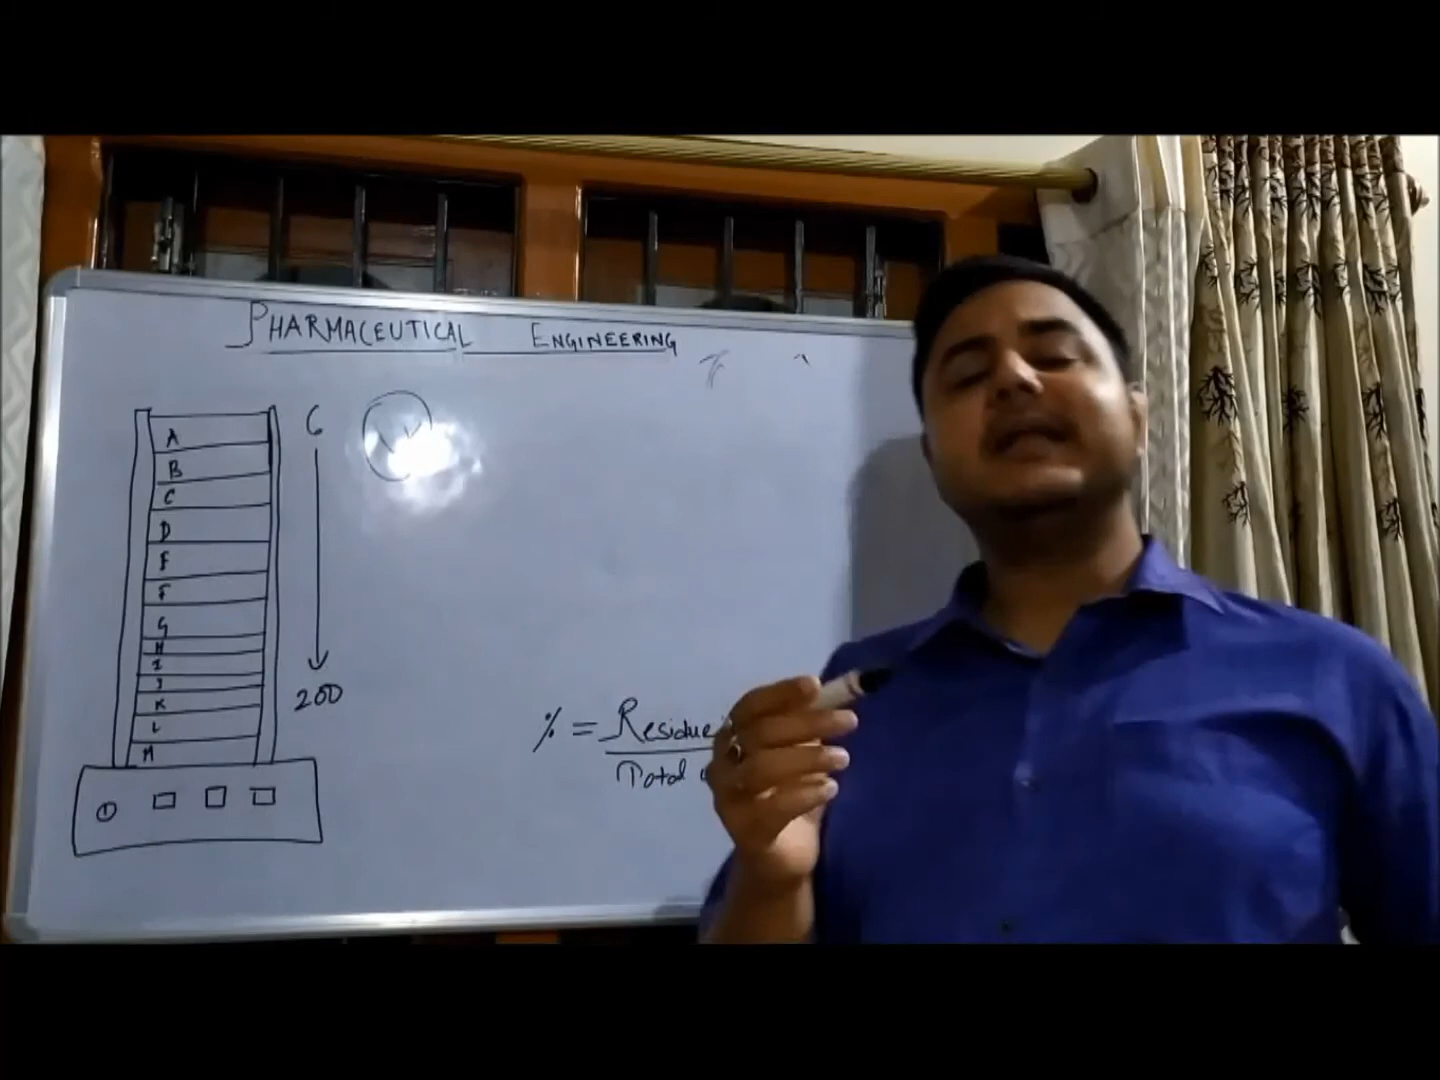 PHARMACEUTICAL ENGINEERING
A
B
C
D
E
F
G
H
I
J
K
L
M
6
200
% = Residue
Total